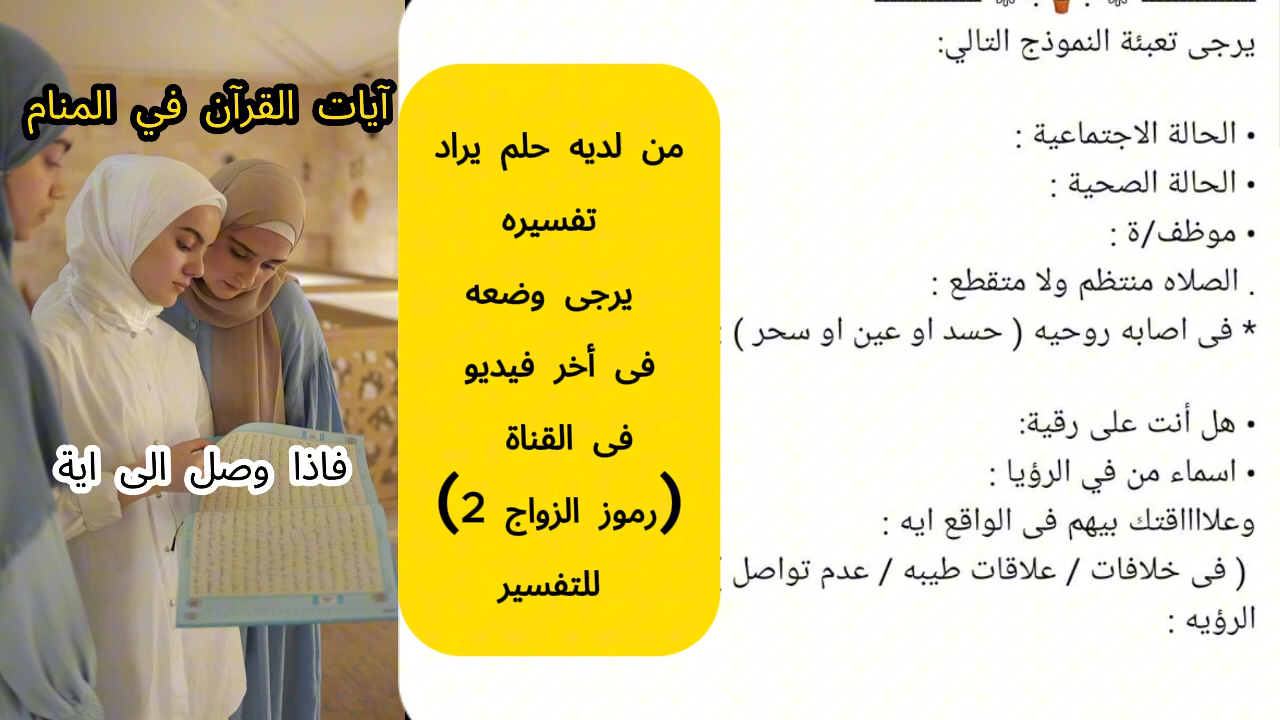 آيات القرآن في المنام
فاذا وصل الى اية
من لديه حلم يراد
تفسيره
يرجى وضعه
فى أخر فيديو
فى القناة
(رموز الزواج 2)
للتفسير
يرجى تعبئة النموذج التالي:
• الحالة الاجتماعية :
• الحالة الصحية :
• موظف/ة :
. الصلاه منتظم ولا متقطع :
* فى اصابه روحيه ( حسد او عين او سحر ) :
• هل أنت على رقية:
• اسماء من في الرؤيا :
وعلااااقتك بيهم فى الواقع ايه :
( فى خلافات / علاقات طيبه / عدم تواصل )
الرؤيه :